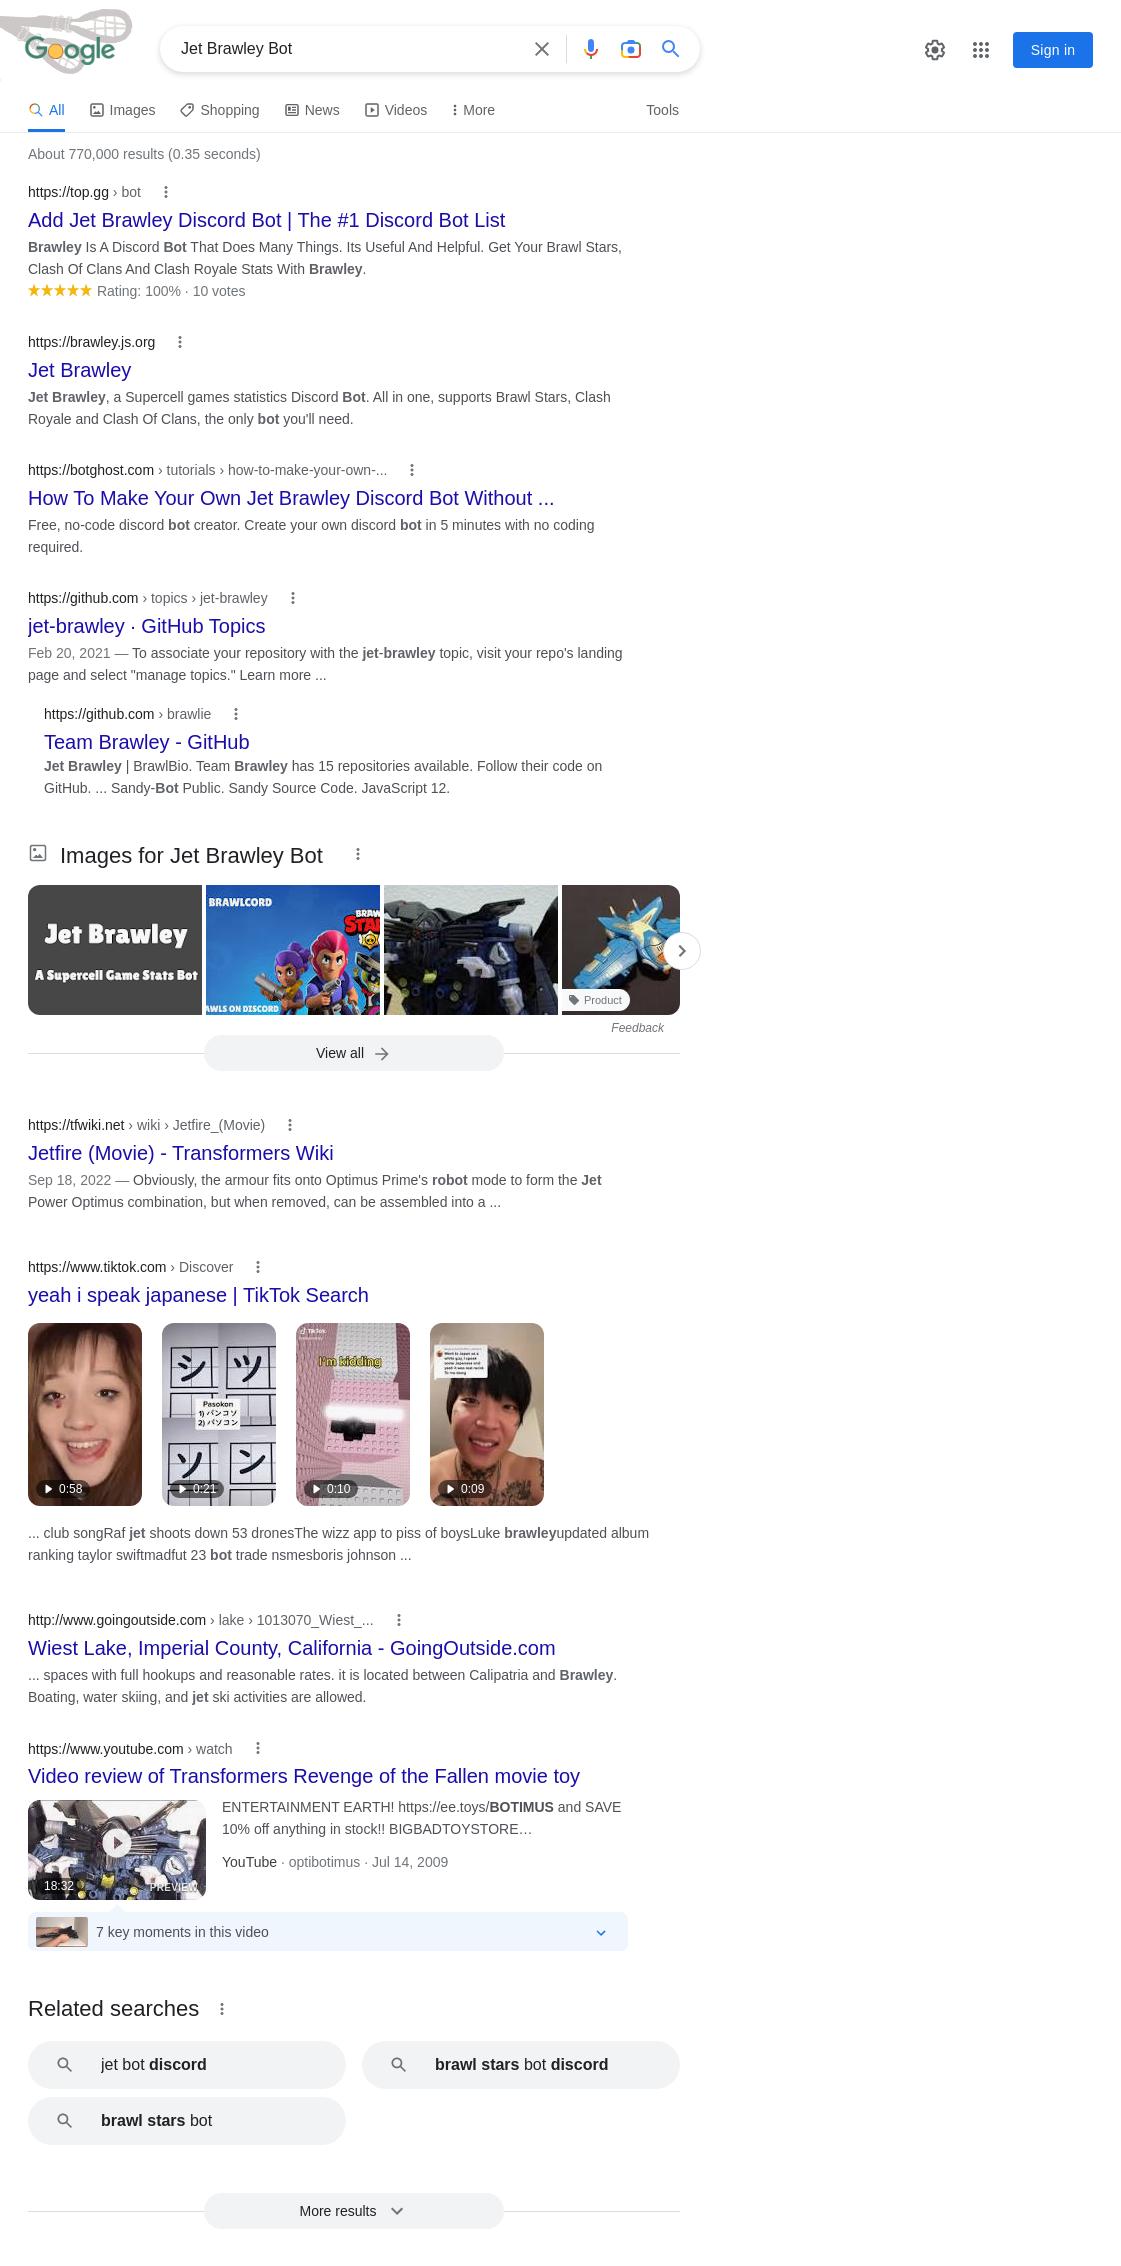 Google
Jet Brawley Bot
Sign in
All
Images
Shopping
News
Videos
More
Tools
About 770,000 results (0.35 seconds)
https://top.gg › bot
Add Jet Brawley Discord Bot | The #1 Discord Bot List
Brawley Is A Discord Bot That Does Many Things. Its Useful And Helpful. Get Your Brawl Stars,
Clash Of Clans And Clash Royale Stats With Brawley.
Rating: 100% · 10 votes
https://brawley.js.org
Jet Brawley
Jet Brawley, a Supercell games statistics Discord Bot. All in one, supports Brawl Stars, Clash
Royale and Clash Of Clans, the only bot you'll need.
https://botghost.com › tutorials › how-to-make-your-own-...
How To Make Your Own Jet Brawley Discord Bot Without ...
Free, no-code discord bot creator. Create your own discord bot in 5 minutes with no coding
required.
https://github.com › topics › jet-brawley
jet-brawley · GitHub Topics
Feb 20, 2021 — To associate your repository with the jet-brawley topic, visit your repo's landing
page and select "manage topics." Learn more ...
https://github.com › brawlie
Team Brawley - GitHub
Jet Brawley | BrawlBio. Team Brawley has 15 repositories available. Follow their code on
GitHub. ... Sandy-Bot Public. Sandy Source Code. JavaScript 12.
Images for Jet Brawley Bot
Jet Brawley
A Supercell Game Stats Bot
BRAWLCORD
BRAW
STA
AWLS ON DISCORD
Product
Feedback
View all
https://tfwiki.net › wiki › Jetfire_(Movie)
Jetfire (Movie) - Transformers Wiki
Sep 18, 2022 — Obviously, the armour fits onto Optimus Prime's robot mode to form the Jet
Power Optimus combination, but when removed, can be assembled into a ...
https://www.tiktok.com › Discover
yeah i speak japanese | TikTok Search
0:58
シ
ツ
Pasokon
1) パンコソ
2) パソコン
ソ
ン
0:21
TikTok
I'm kidding
0:10
0:09
... club songRaf jet shoots down 53 dronesThe wizz app to piss of boysLuke brawleyupdated album
ranking taylor swiftmadfut 23 bot trade nsmesboris johnson ...
http://www.goingoutside.com › lake › 1013070_Wiest_...
Wiest Lake, Imperial County, California - GoingOutside.com
... spaces with full hookups and reasonable rates. it is located between Calipatria and Brawley.
Boating, water skiing, and jet ski activities are allowed.
https://www.youtube.com › watch
Video review of Transformers Revenge of the Fallen movie toy
18:32
PREVIEW
ENTERTAINMENT EARTH! https://ee.toys/BOTIMUS and SAVE
10% off anything in stock!! BIGBADTOYSTORE…
YouTube · optibotimus · Jul 14, 2009
7 key moments in this video
Related searches
jet bot discord
brawl stars bot discord
brawl stars bot
More results